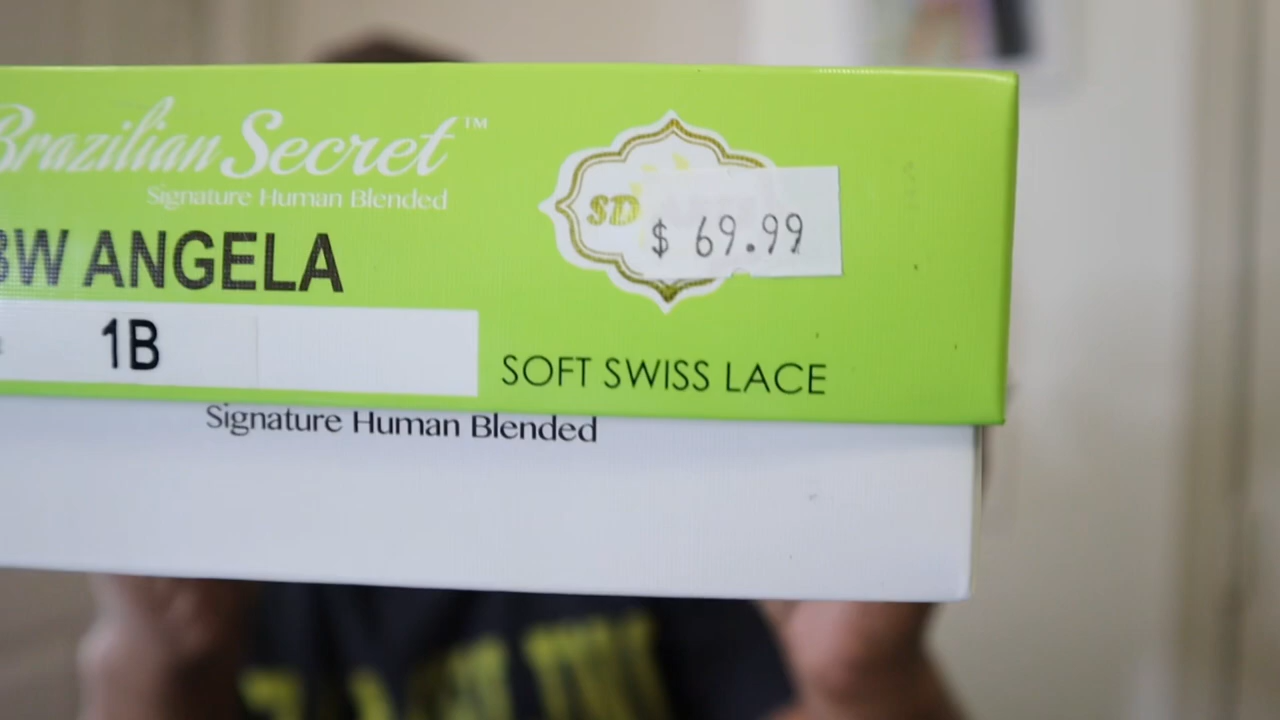 Brazilian Secret™
Signature Human Blended
BW ANGELA
1B
SD
$ 69.99
SOFT SWISS LACE
Signature Human Blended